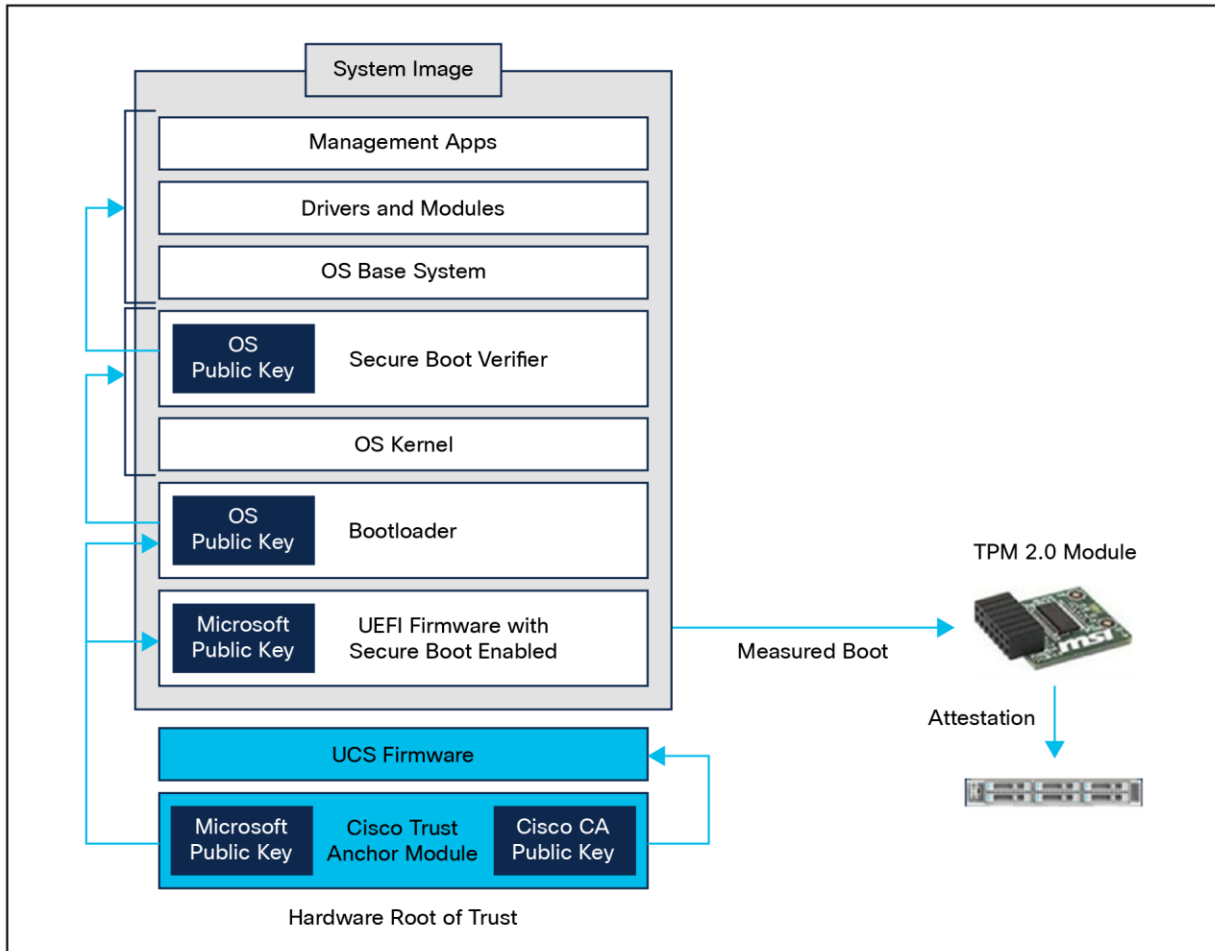 System Image
Management Apps
Drivers and Modules
OS Base System
OS
Public Key
Secure Boot Verifier
OS Kernel
OS
Public Key
Bootloader
Microsoft
Public Key
UEFI Firmware with
Secure Boot Enabled
UCS Firmware
Microsoft
Public Key
Cisco Trust
Anchor Module
Cisco CA
Public Key
Hardware Root of Trust
Measured Boot
TPM 2.0 Module
msi
Attestation